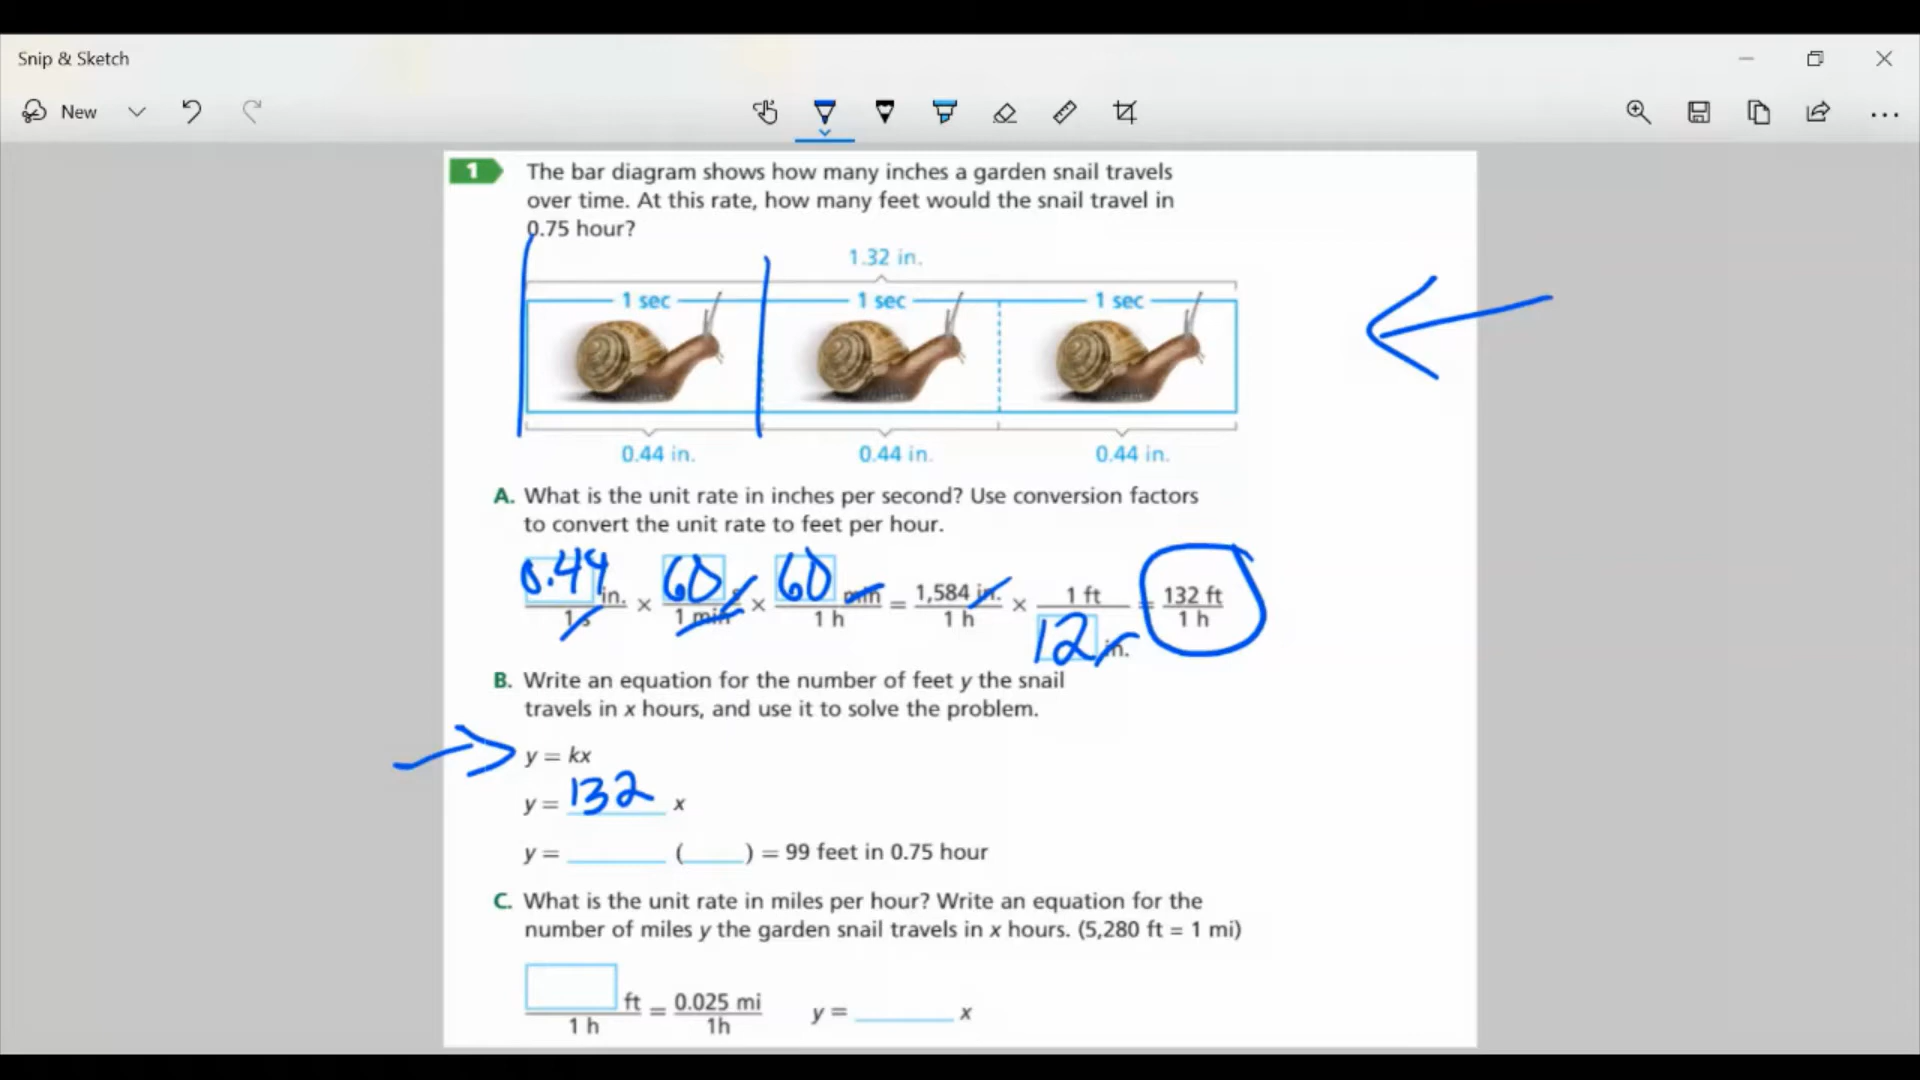 Snip & Sketch
New
1 The bar diagram shows how many inches a garden snail travels
over time. At this rate, how many feet would the snail travel in
0.75 hour?
1.32 in.
1 sec 1 sec 1 sec
0.44 in. 0.44 in. 0.44 in.
A. What is the unit rate in inches per second? Use conversion factors
to convert the unit rate to feet per hour.
0.44 in. / 1 s × 60 s / 1 min × 60 min / 1 h = 1,584 in. / 1 h × 1 ft / 12 in. = 132 ft / 1 h
B. Write an equation for the number of feet y the snail
travels in x hours, and use it to solve the problem.
y = kx
y = 132 x
y = ____ (____) = 99 feet in 0.75 hour
C. What is the unit rate in miles per hour? Write an equation for the
number of miles y the garden snail travels in x hours. (5,280 ft = 1 mi)
ft / 1 h = 0.025 mi / 1h y = ____ x